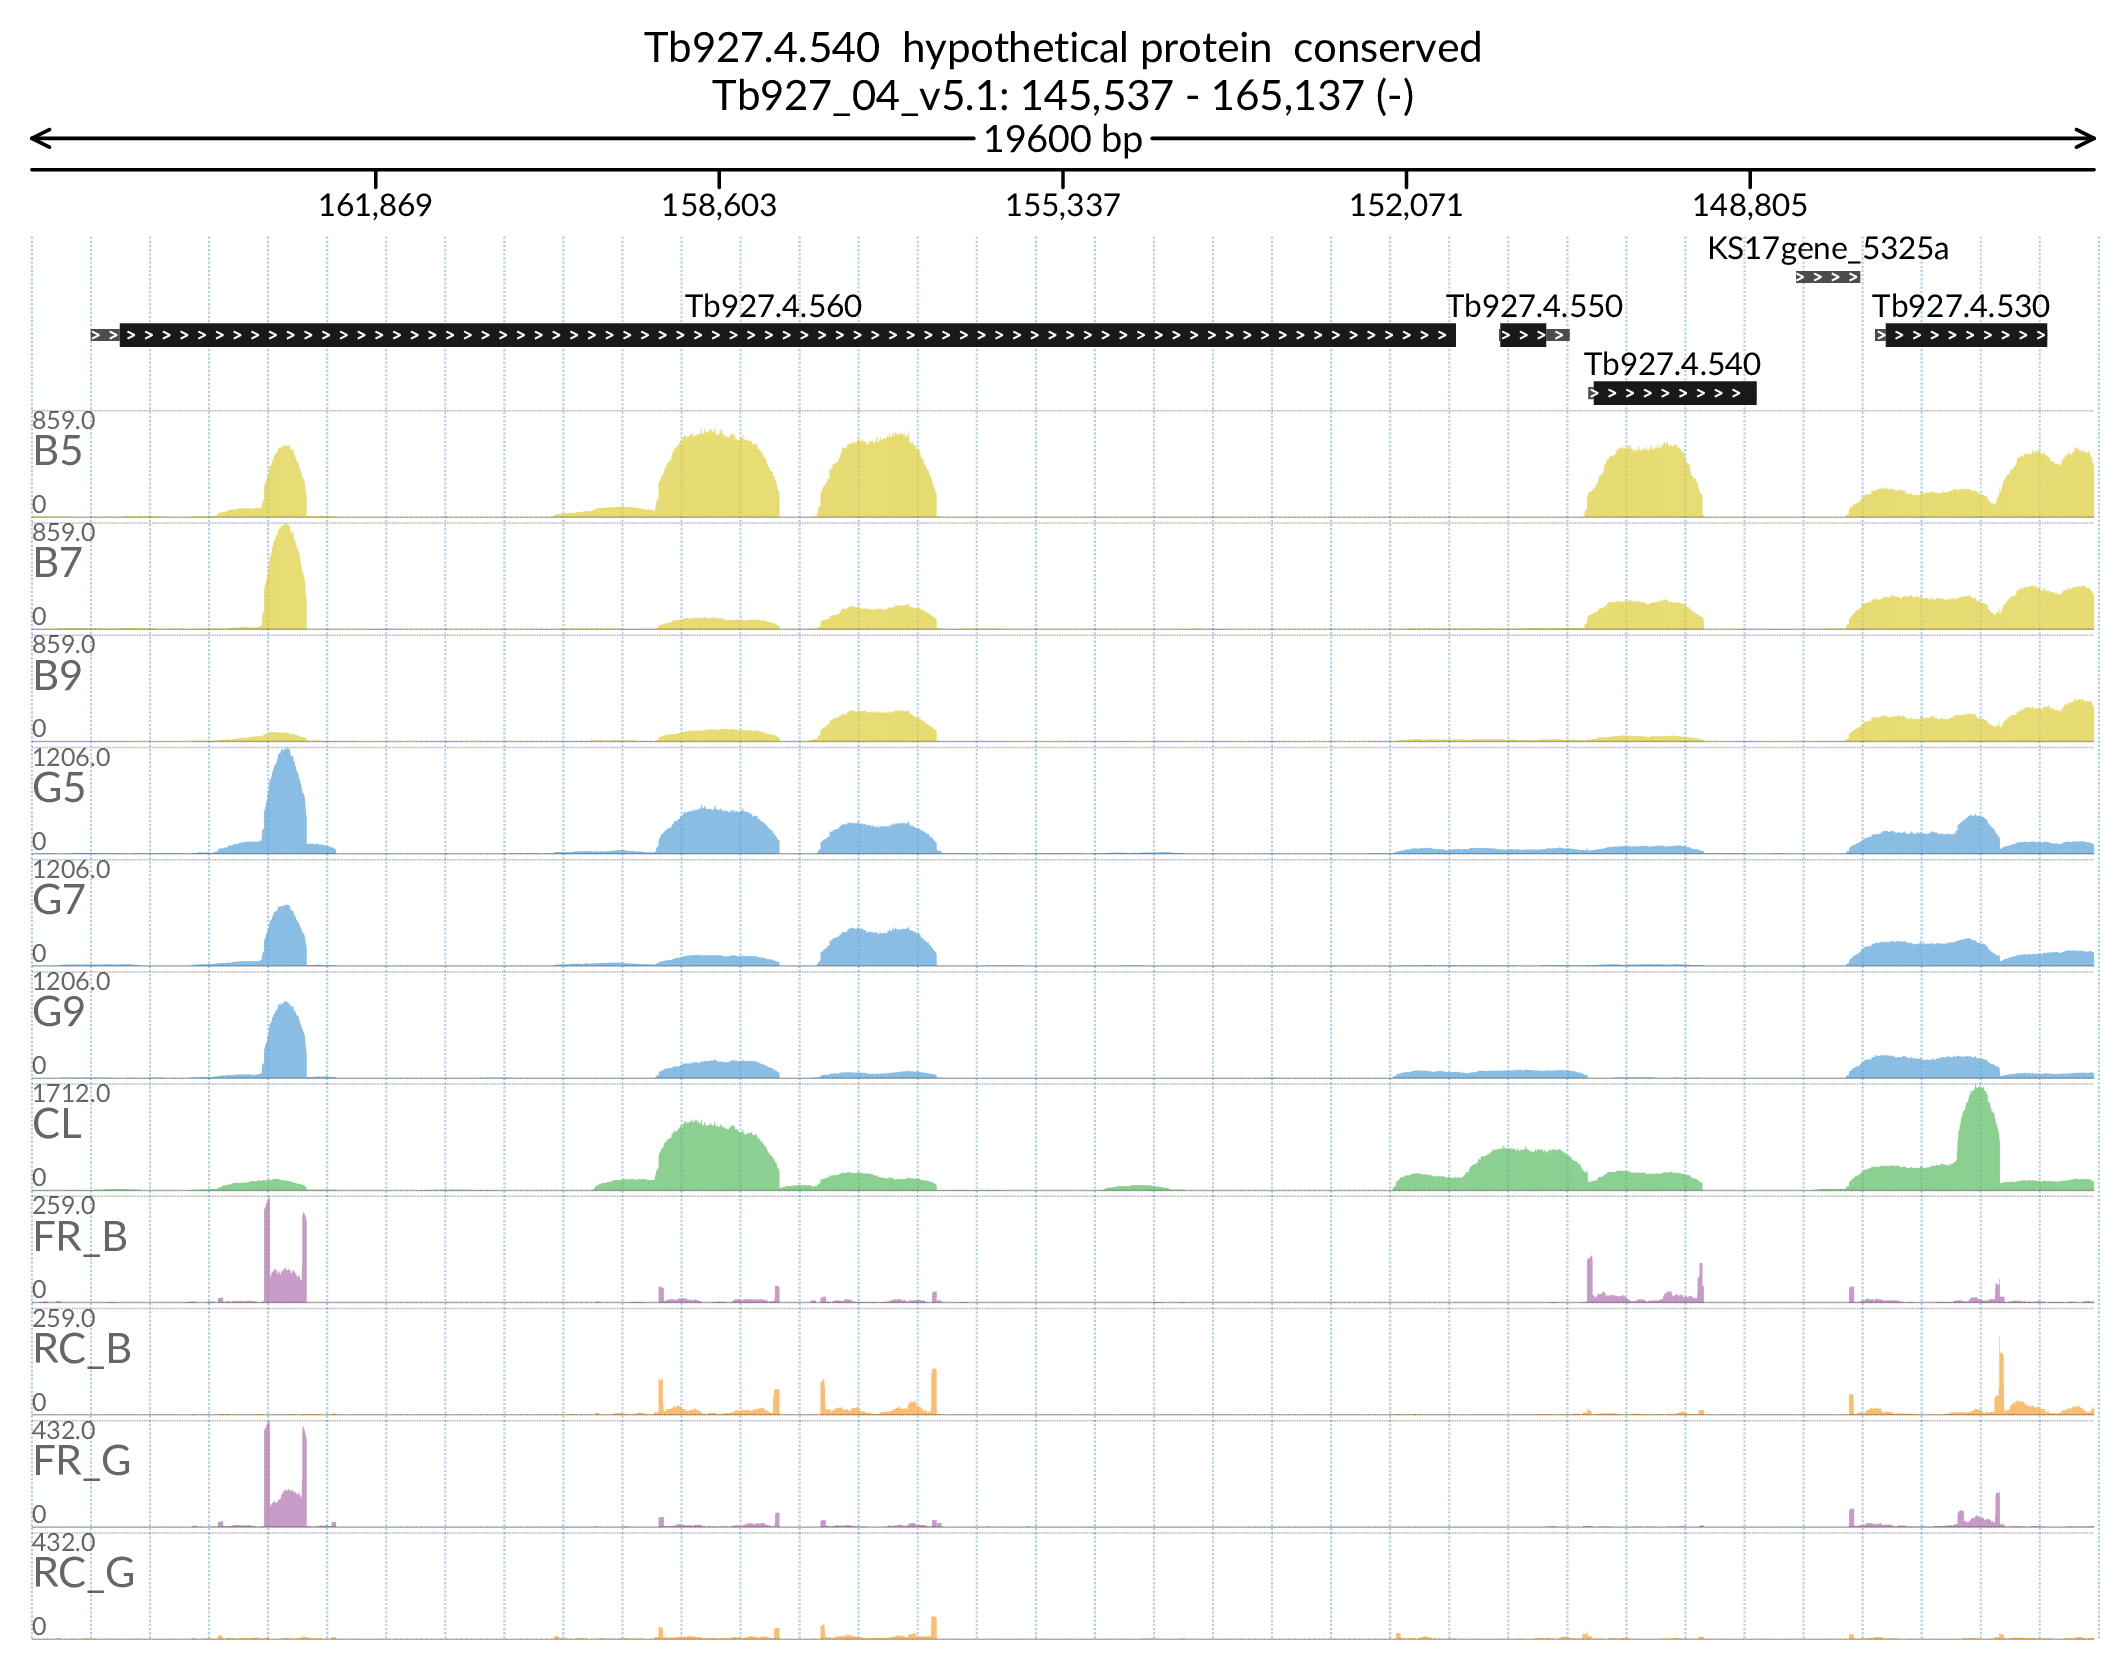 Tb927.4.540 hypothetical protein conserved
Tb927_04_v5.1: 145,537 - 165,137 (-)
19600 bp
161,869 158,603 155,337 152,071 148,805
KS17gene_5325a
Tb927.4.560 Tb927.4.550 Tb927.4.530
Tb927.4.540
859.0
B5
0
859.0
B7
0
859.0
B9
0
1206.0
G5
0
1206.0
G7
0
1206.0
G9
0
1712.0
CL
0
259.0
FR_B
0
259.0
RC_B
0
432.0
FR_G
0
432.0
RC_G
0